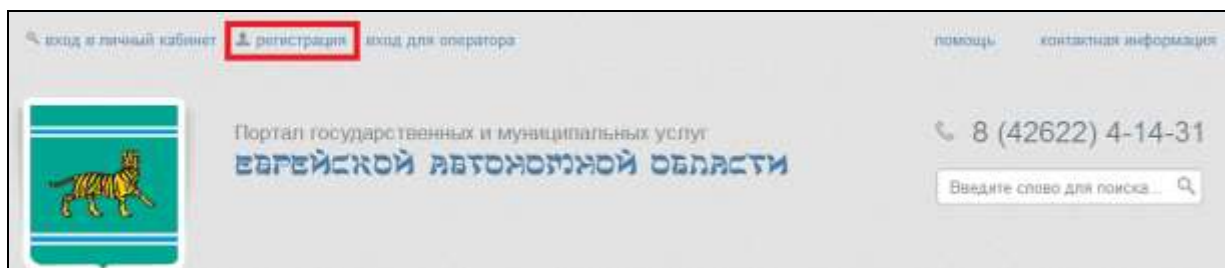 вход в личный кабинет регистрация вход для оператора помощь контактная информация
Портал государственных и муниципальных услуг
ЕВРЕЙСКОЙ АВТОНОМНОЙ ОБЛАСТИ
8 (42622) 4-14-31
Введите слово для поиска...